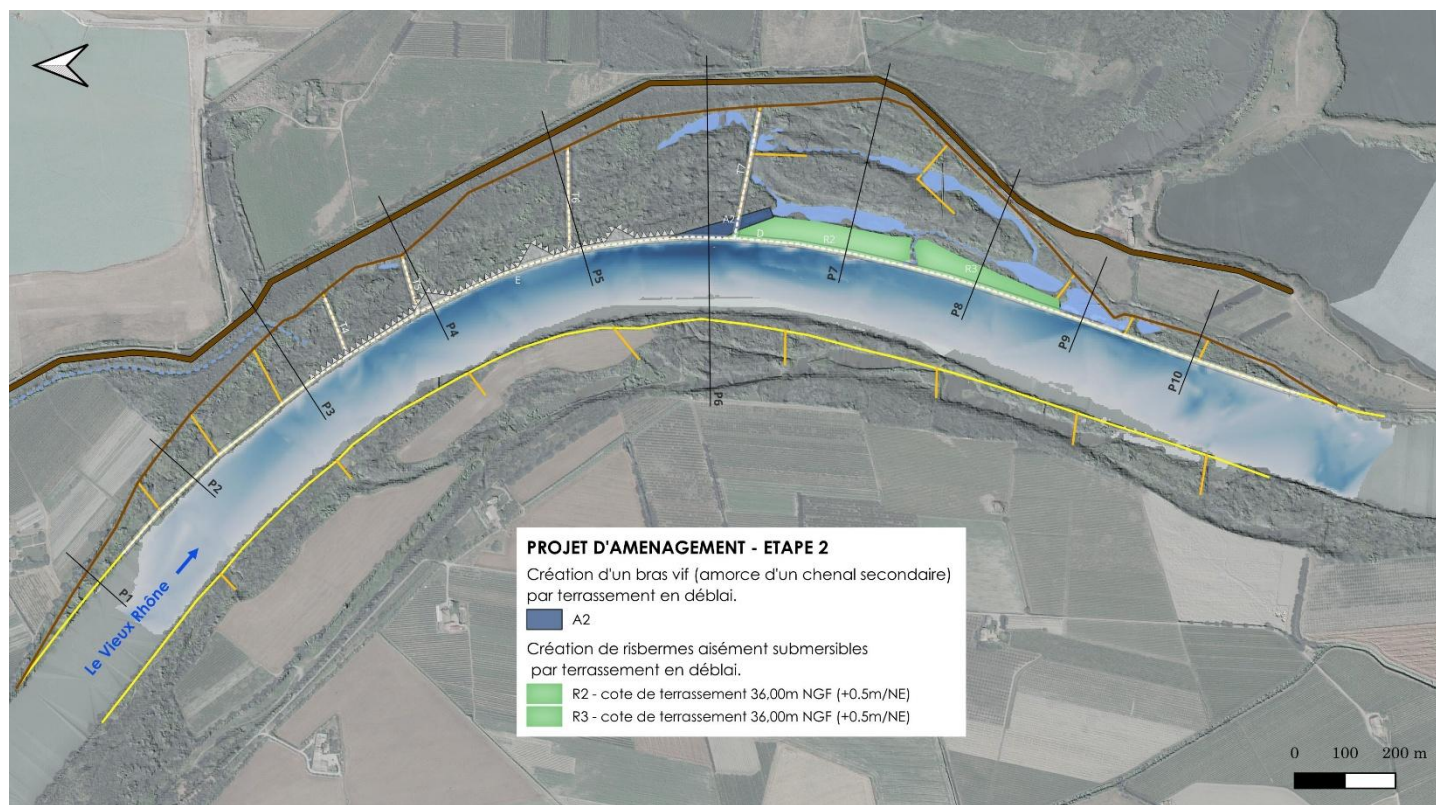 P1
P2
P3
P4
P5
P6
P7
P8
P9
P10
T4
T6
T7
E
A2
D
R2
R3
Le Vieux Rhône
PROJET D'AMENAGEMENT - ETAPE 2
Création d'un bras vif (amorce d'un chenal secondaire)
par terrassement en déblai.
A2
Création de risbermes aisément submersibles
par terrassement en déblai.
R2 - cote de terrassement 36,00m NGF (+0.5m/NE)
R3 - cote de terrassement 36,00m NGF (+0.5m/NE)
0 100 200 m